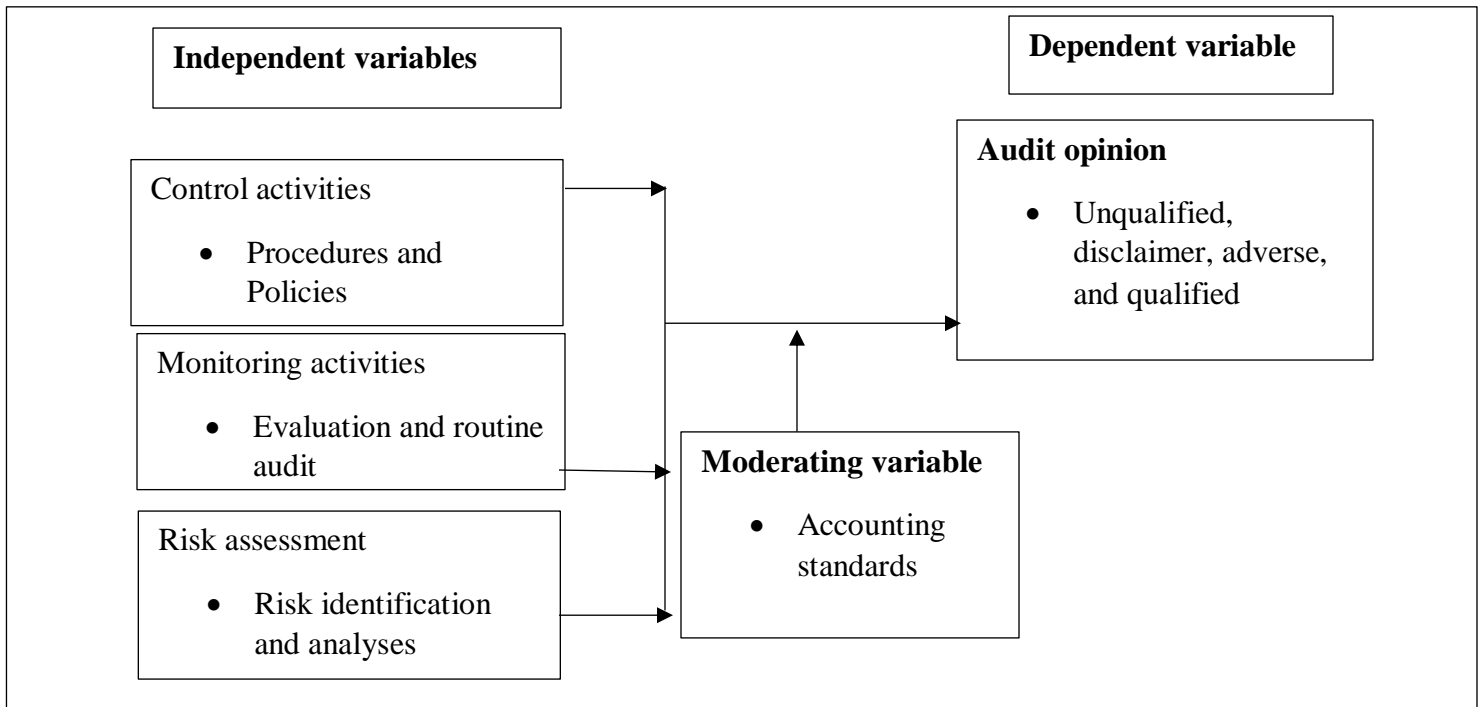 Independent variables
Dependent variable
Control activities
• Procedures and
Policies
Monitoring activities
• Evaluation and routine
audit
Risk assessment
• Risk identification
and analyses
Audit opinion
• Unqualified,
disclaimer, adverse,
and qualified
Moderating variable
• Accounting
standards